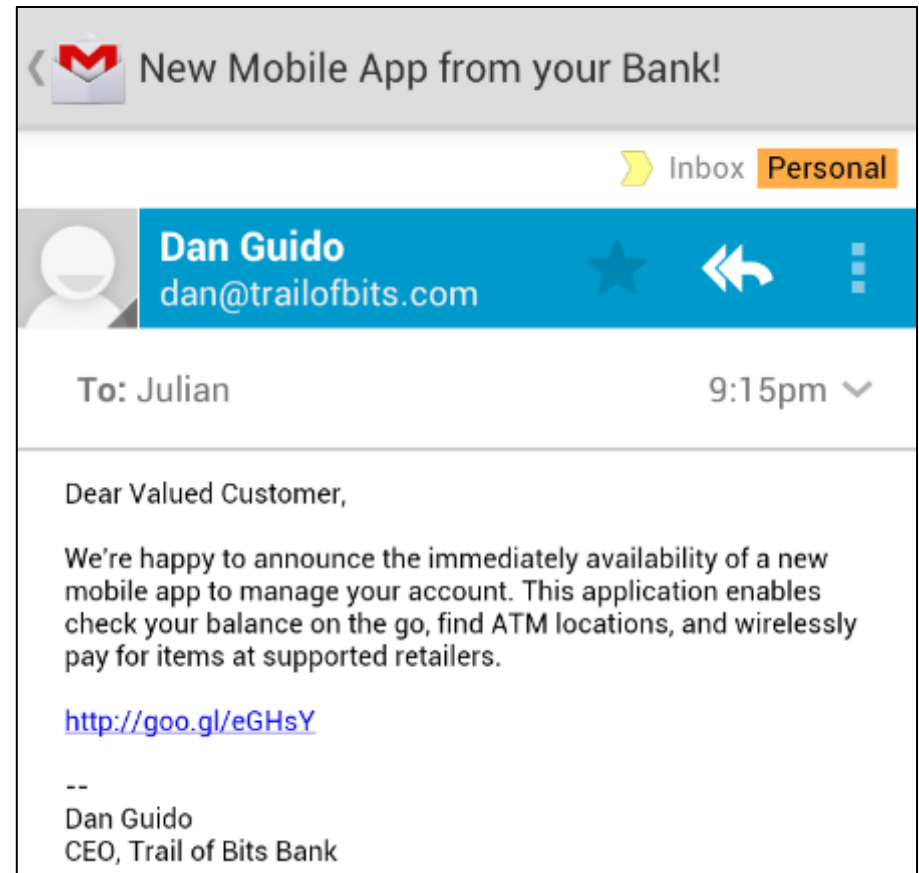 New Mobile App from your Bank!
Inbox Personal
Dan Guido
dan@trailofbits.com
To: Julian 9:15pm
Dear Valued Customer,
We're happy to announce the immediately availability of a new
mobile app to manage your account. This application enables
check your balance on the go, find ATM locations, and wirelessly
pay for items at supported retailers.
http://goo.gl/eGHsY
--
Dan Guido
CEO, Trail of Bits Bank